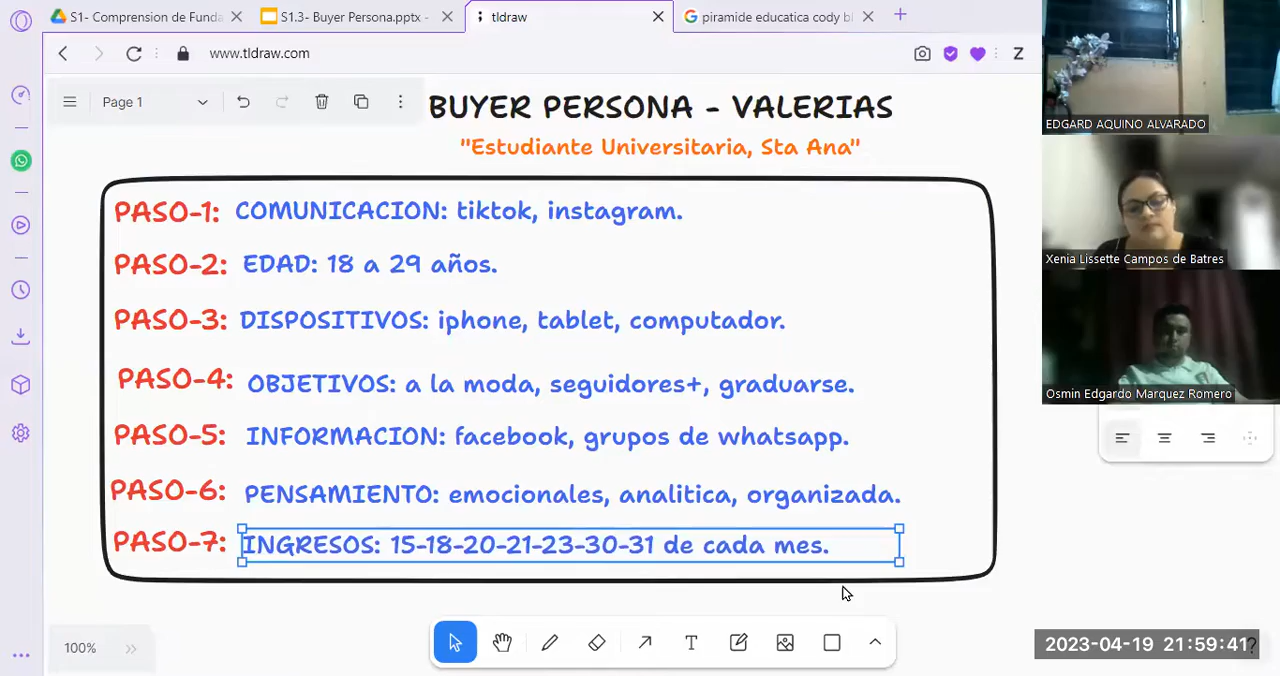 S1- Comprension de Funda
S1.3- Buyer Persona.pptx -
tldraw
piramide educatica cody b
www.tldraw.com
Z
Page 1
BUYER PERSONA - VALERIAS
"Estudiante Universitaria, Sta Ana"
PASO-1: COMUNICACION: tiktok, instagram.
PASO-2: EDAD: 18 a 29 años.
PASO-3: DISPOSITIVOS: iphone, tablet, computador.
PASO-4: OBJETIVOS: a la moda, seguidores+, graduarse.
PASO-5: INFORMACION: facebook, grupos de whatsapp.
PASO-6: PENSAMIENTO: emocionales, analitica, organizada.
PASO-7: INGRESOS: 15-18-20-21-23-30-31 de cada mes.
100%
EDGARD AQUINO ALVARADO
Xenia Lissette Campos de Batres
Osmin Edgardo Marquez Romero
2023-04-19 21:59:41